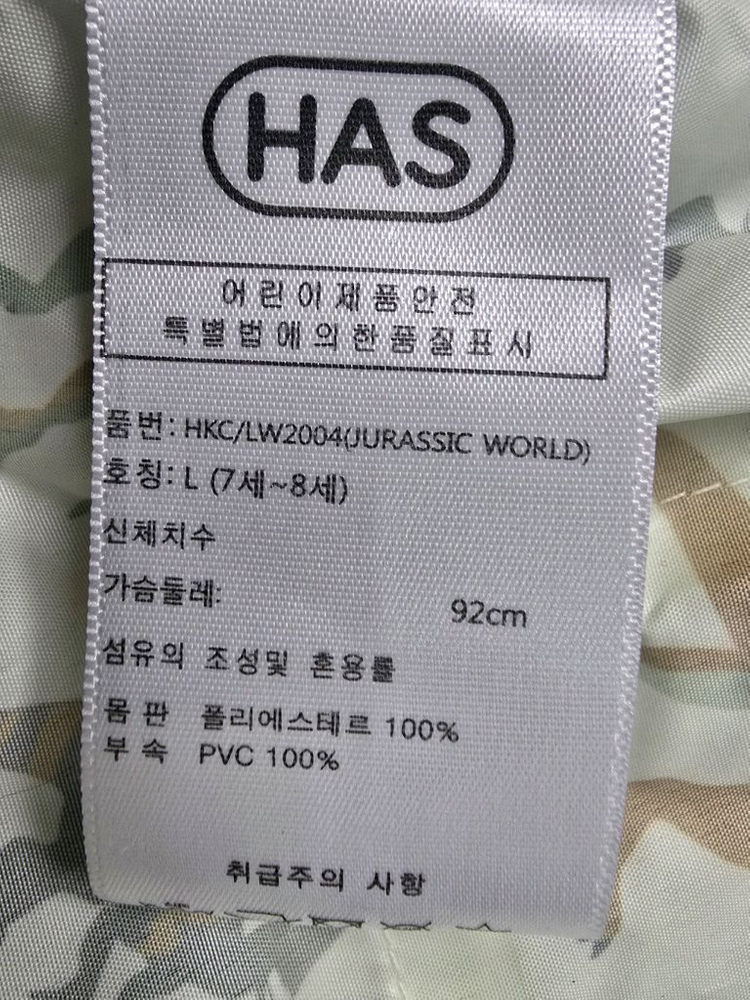 HAS
어린이제품안전
특별법에의한품질표시
품번: HKC/LW2004(JURASSIC WORLD)
호칭: L (7세~8세)
신체치수
가슴둘레: 92cm
섬유의 조성및 혼용률
몸 판 폴리에스테르 100%
부 속 PVC 100%
취급주의 사항